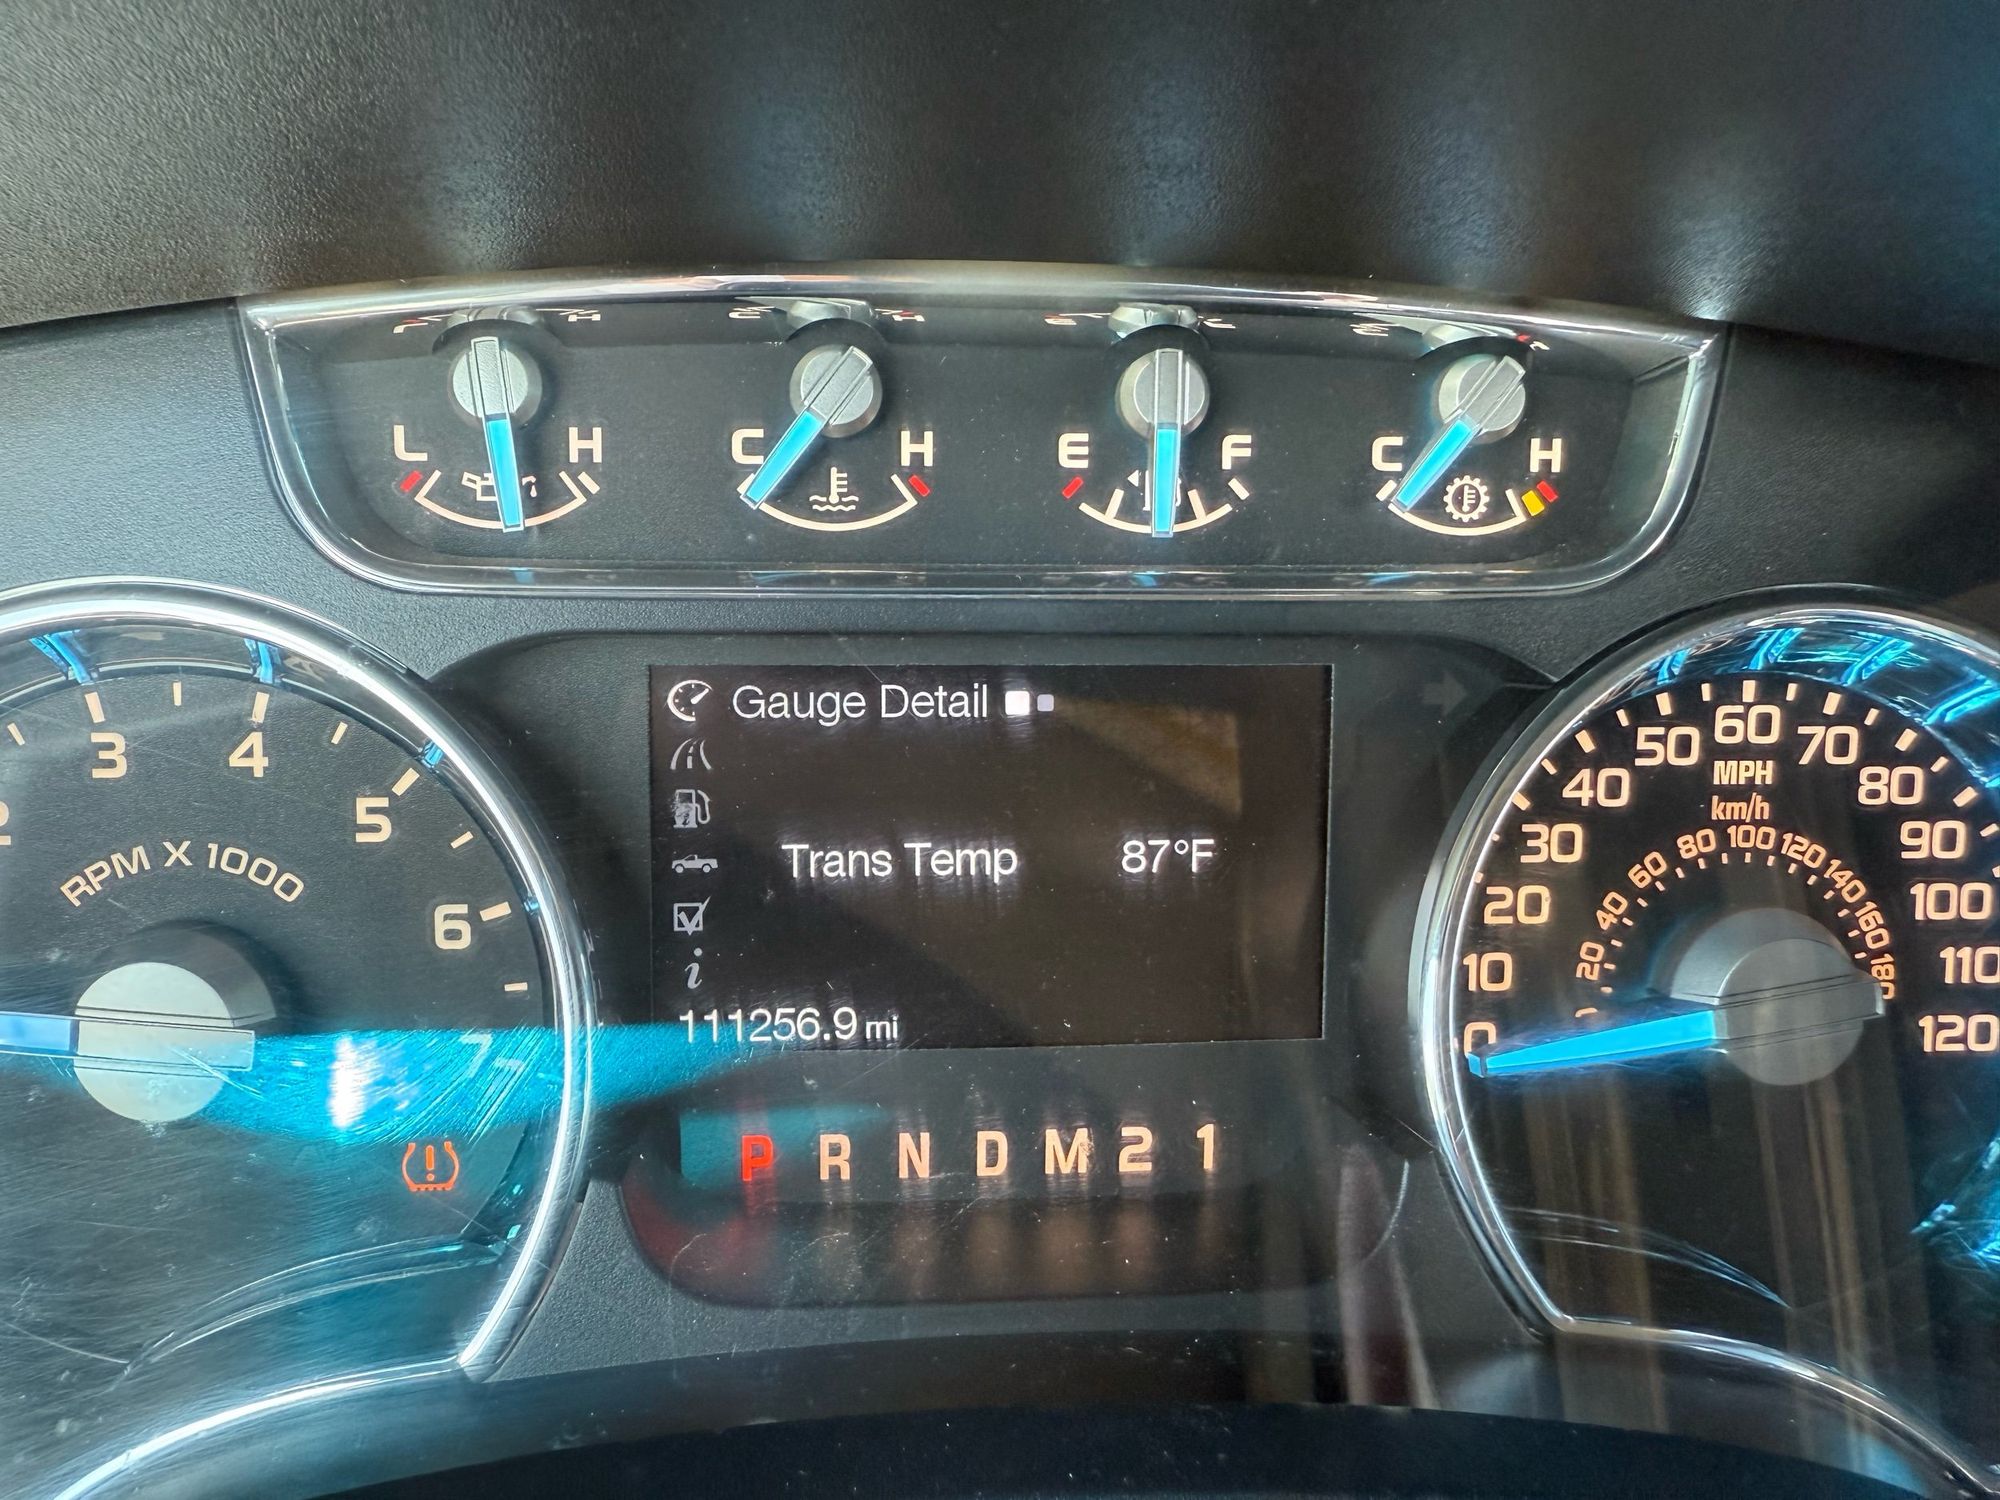 L H
C H
E F
C H
Gauge Detail
Trans Temp 87°F
i
111256.9 mi
P R N D M 2 1
2 3 4 5 6 7
RPM X 1000
0 10 20 30 40 50 60 70 80 90 100 110 120
MPH
km/h
20 40 60 80 100 120 140 160 180